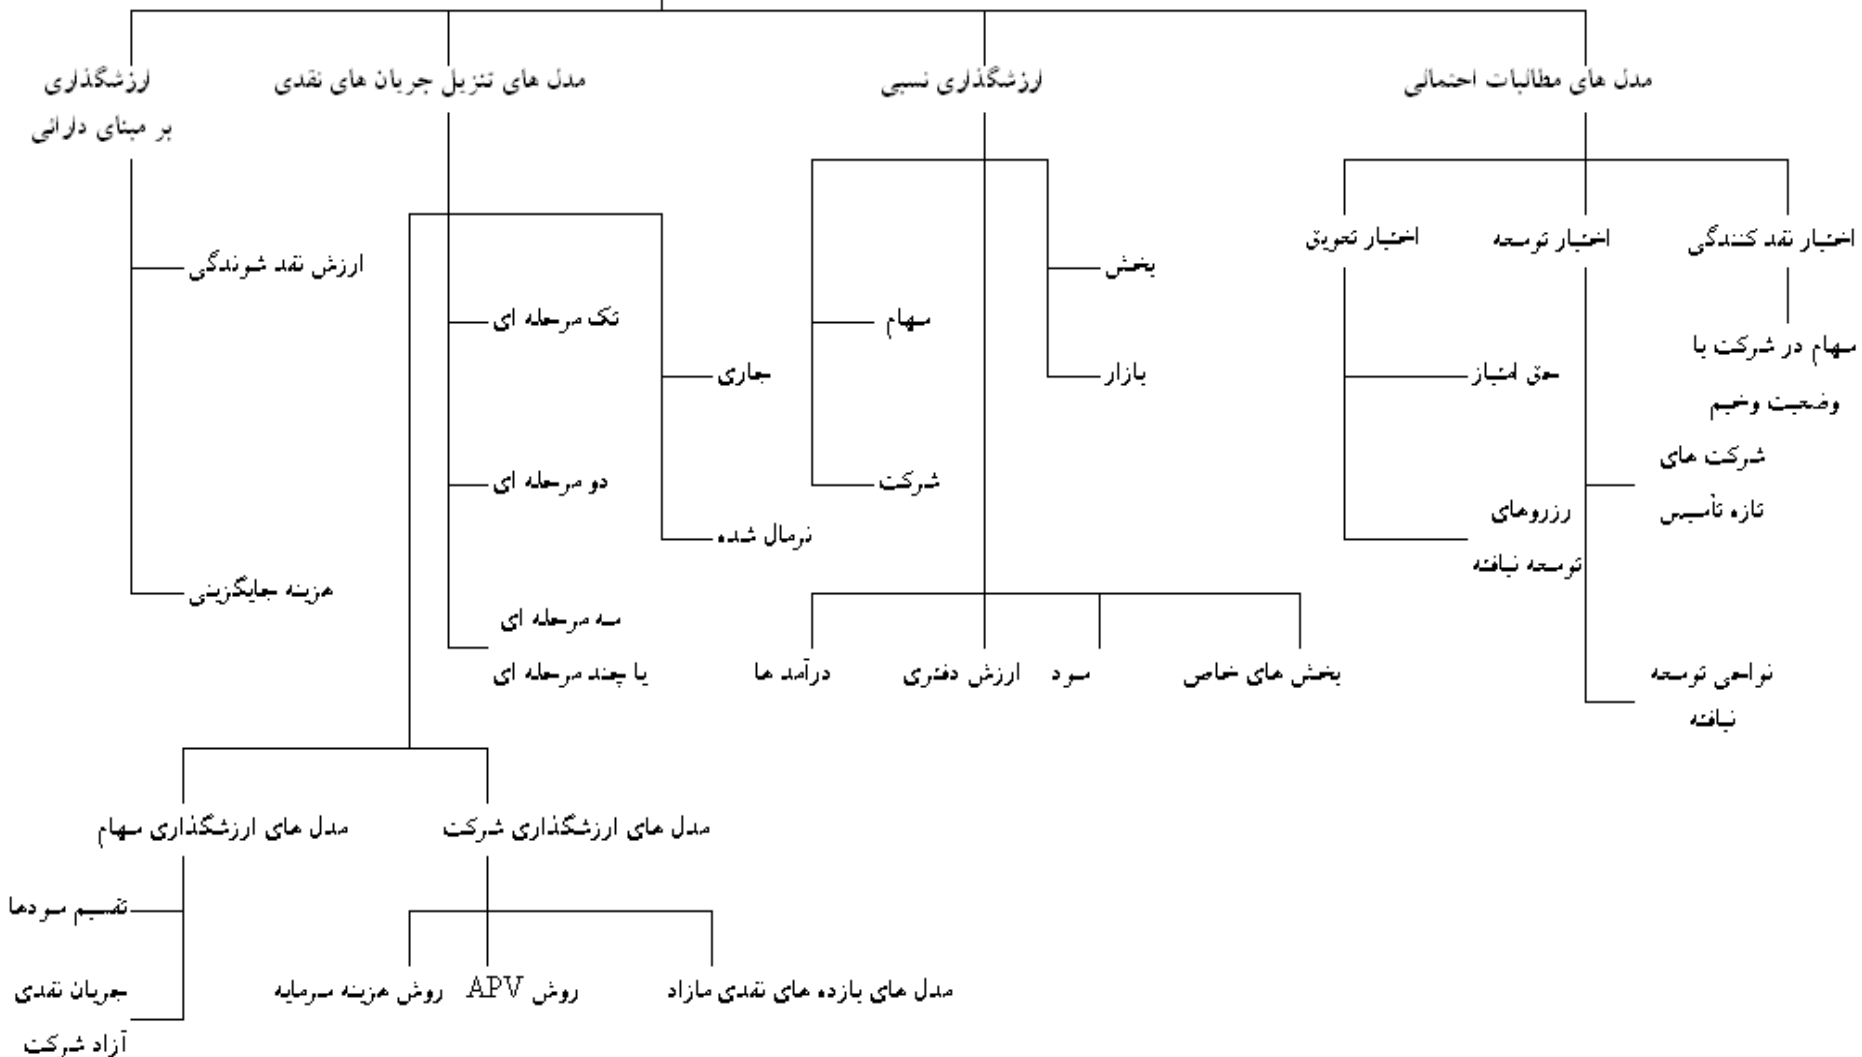 مدل های مطالبات احتمالی
ارزشگذاری نسبی
مدل های تنزیل جریان های نقدی
ارزشگذاری
بر مبنای دارائی
اختیار نقد کنندگی
اختیار توسعه
اختیار تعویق
بخش
ارزش نقد شوندگی
سهام
تک مرحله ای
سهام در شرکت با
وضعیت وخیم
حق امتیاز
بازار
جاری
شرکت های
تازه تأسیس
شرکت
دو مرحله ای
رزروهای
توسعه نیافته
نرمال شده
هزینه جایگزینی
سه مرحله ای
یا چند مرحله ای
نواحی توسعه
نیافته
بخش های خاص
سود
ارزش دفتری
درآمد ها
مدل های ارزشگذاری شرکت
مدل های ارزشگذاری سهام
تقسیم سودها
مدل های بازده های نقدی مازاد
روش APV
روش هزینه سرمایه
جریان نقدی
آزاد شرکت